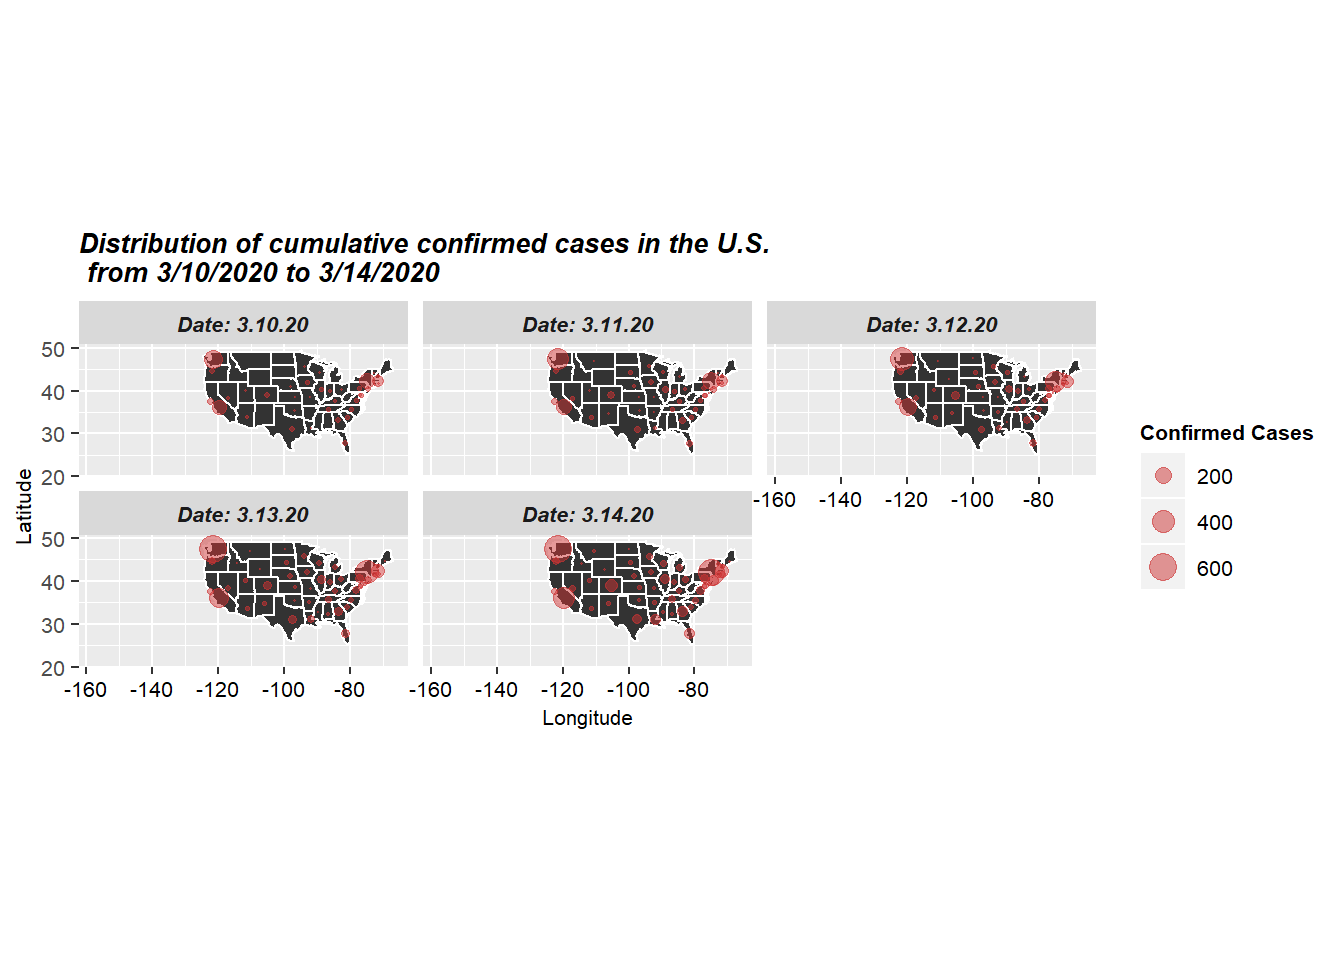 Distribution of cumulative confirmed cases in the U.S.
from 3/10/2020 to 3/14/2020
Date: 3.10.20
Date: 3.11.20
Date: 3.12.20
50
40
30
20
-160
-140
-120
-100
-80
Date: 3.13.20
Date: 3.14.20
50
40
30
20
-160
-140
-120
-100
-80
-160
-140
-120
-100
-80
Latitude
Longitude
Confirmed Cases
200
400
600